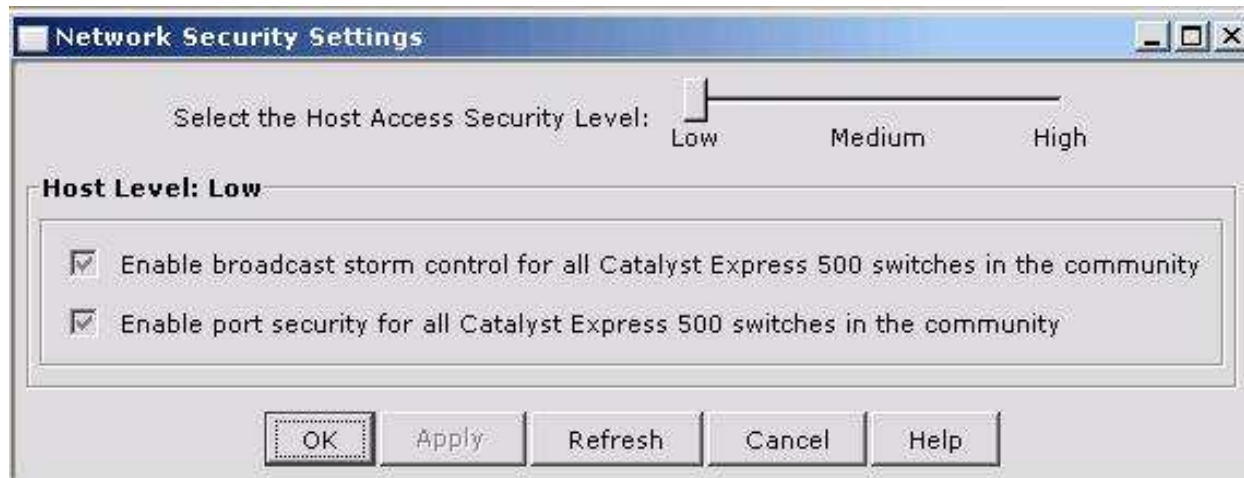 Network Security Settings
Select the Host Access Security Level:
Low Medium High
Host Level: Low
Enable broadcast storm control for all Catalyst Express 500 switches in the community
Enable port security for all Catalyst Express 500 switches in the community
OK Apply Refresh Cancel Help